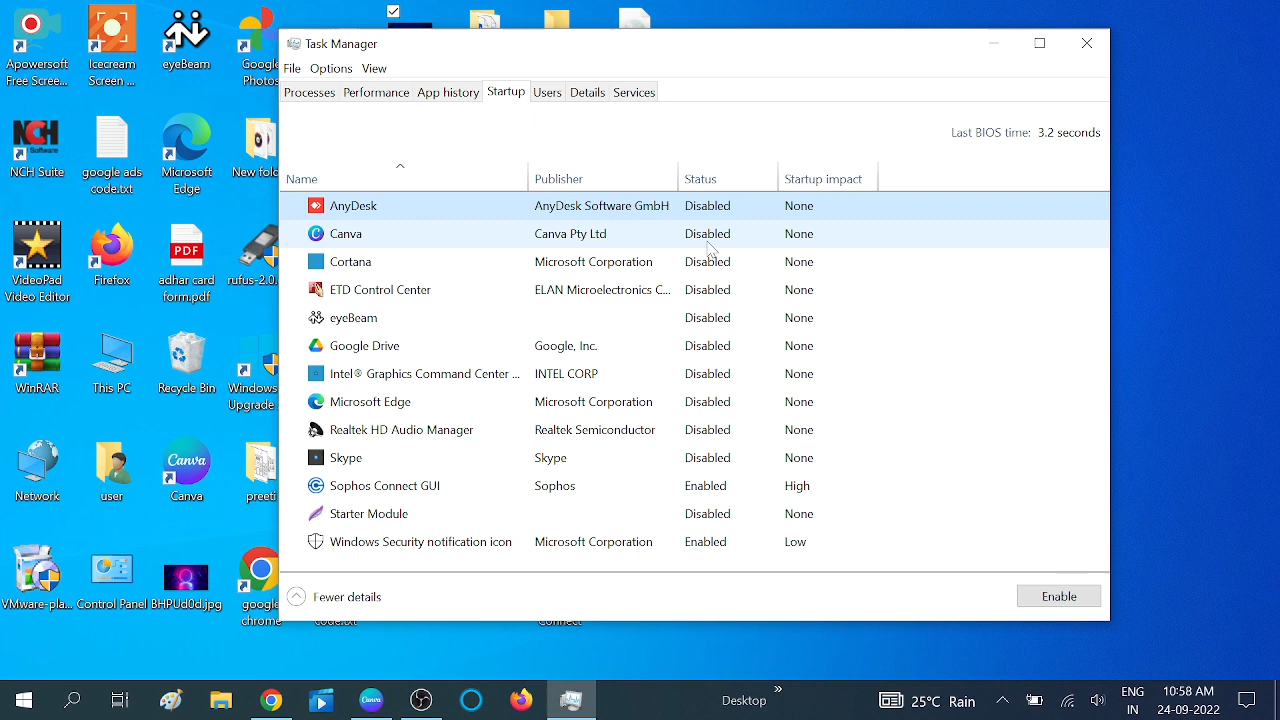 Apowersoft
Free Scree...
Icecream
Screen ...
eyeBeam
Google
Photos
NCH Suite
google ads
code.txt
Microsoft
Edge
New fold
VideoPad
Video Editor
Firefox
PDF
adhar card
form.pdf
rufus-2.0.
WinRAR
This PC
Recycle Bin
Windows
Upgrade
Network
user
Canva
Canva
preeti
VMware-pla...
Control Panel
BHPUd0d.jpg
google
chrome
Task Manager
File Options View
Processes Performance App history Startup Users Details Services
Last BIOS time: 3.2 seconds
Name Publisher Status Startup impact
AnyDesk AnyDesk Software GmbH Disabled None
Canva Canva Pty Ltd Disabled None
Cortana Microsoft Corporation Disabled None
ETD Control Center ELAN Microelectronics C... Disabled None
eyeBeam Disabled None
Google Drive Google, Inc. Disabled None
Intel® Graphics Command Center ... INTEL CORP Disabled None
Microsoft Edge Microsoft Corporation Disabled None
Realtek HD Audio Manager Realtek Semiconductor Disabled None
Skype Skype Disabled None
Sophos Connect GUI Sophos Enabled High
Starter Module Disabled None
Windows Security notification icon Microsoft Corporation Enabled Low
Fewer details Enable
code.txt
Connect
Desktop
25°C Rain
ENG
IN
10:58 AM
24-09-2022